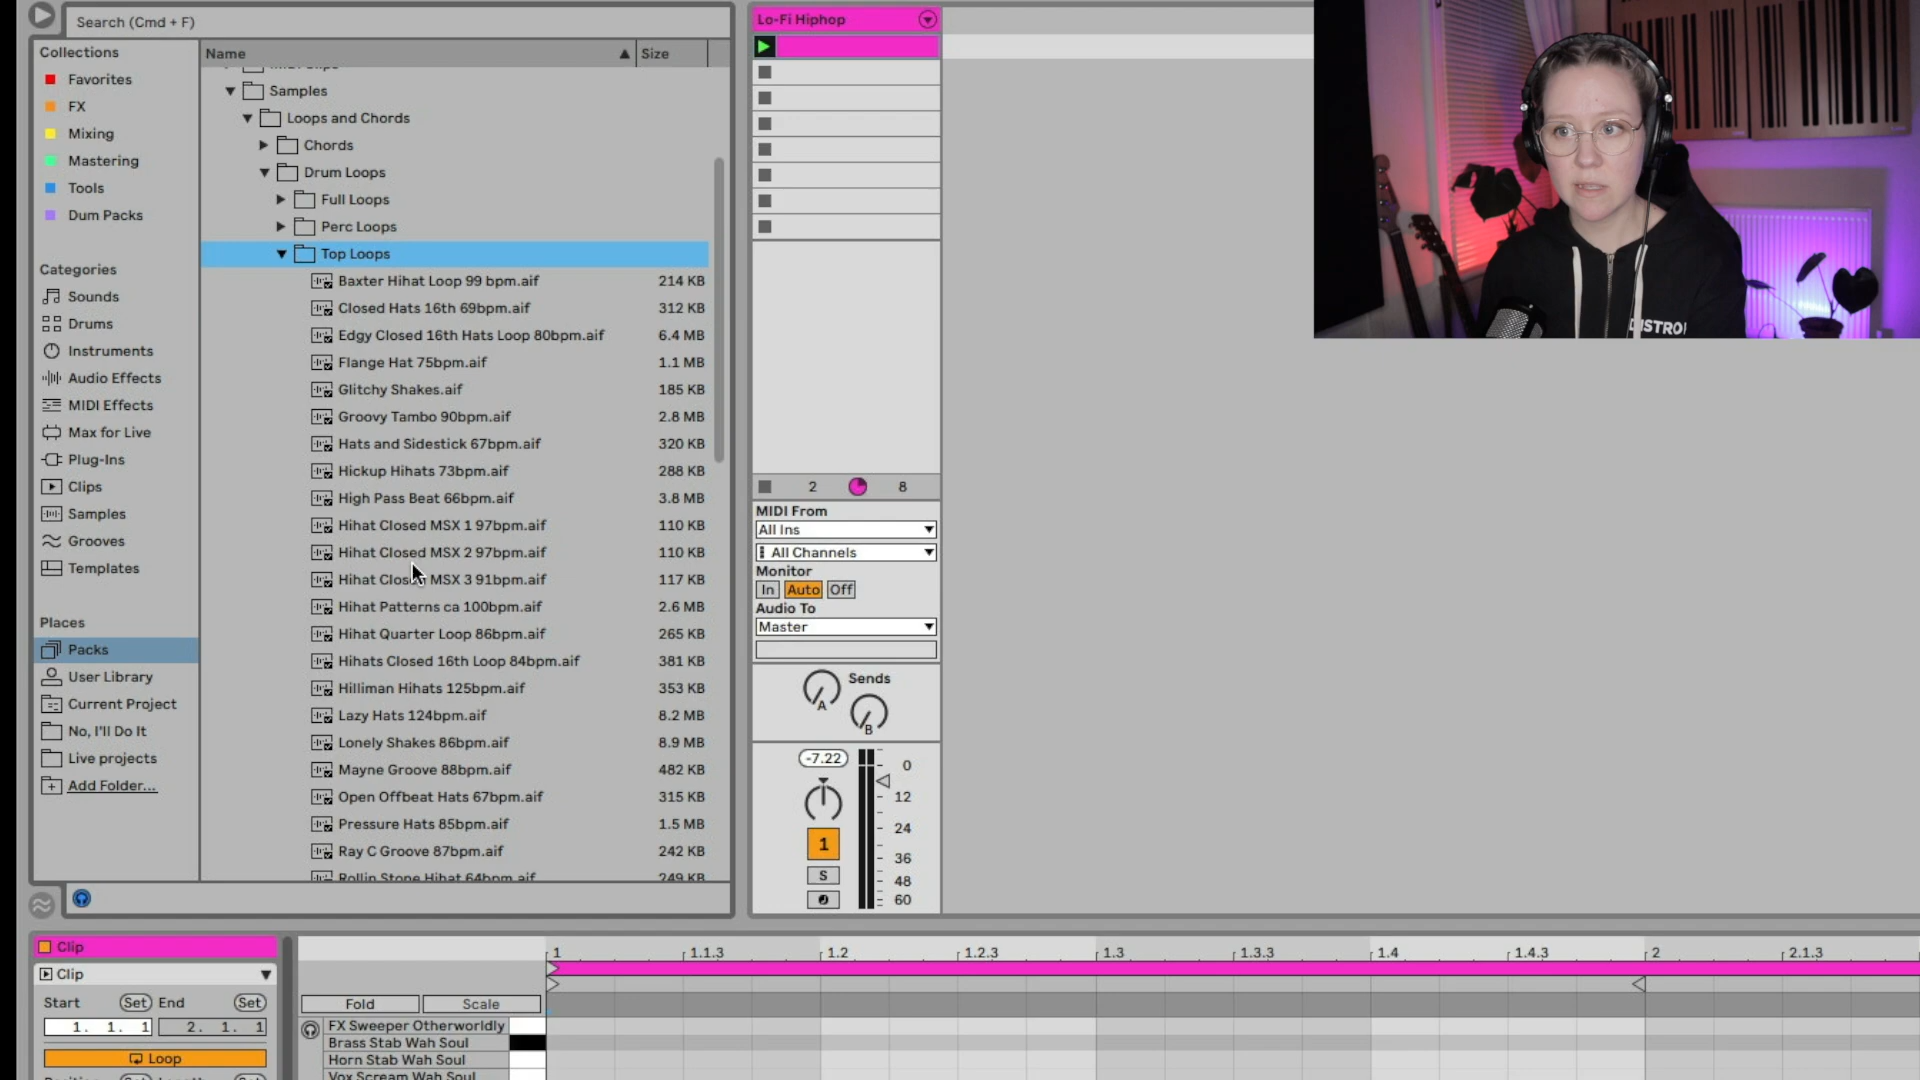 Search (Cmd + F)
Collections
Favorites
FX
Mixing
Mastering
Tools
Dum Packs
Categories
Sounds
Drums
Instruments
Audio Effects
MIDI Effects
Max for Live
Plug-Ins
Clips
Samples
Grooves
Templates
Places
Packs
User Library
Current Project
No, I'll Do It
Live projects
Add Folder...
Name Size
Samples
Loops and Chords
Chords
Drum Loops
Full Loops
Perc Loops
Top Loops
Baxter Hihat Loop 99 bpm.aif 214 KB
Closed Hats 16th 69bpm.aif 312 KB
Edgy Closed 16th Hats Loop 80bpm.aif 6.4 MB
Flange Hat 75bpm.aif 1.1 MB
Glitchy Shakes.aif 185 KB
Groovy Tambo 90bpm.aif 2.8 MB
Hats and Sidestick 67bpm.aif 320 KB
Hickup Hihats 73bpm.aif 288 KB
High Pass Beat 66bpm.aif 3.8 MB
Hihat Closed MSX 1 97bpm.aif 110 KB
Hihat Closed MSX 2 97bpm.aif 110 KB
Hihat Closed MSX 3 91bpm.aif 117 KB
Hihat Patterns ca 100bpm.aif 2.6 MB
Hihat Quarter Loop 86bpm.aif 265 KB
Hihats Closed 16th Loop 84bpm.aif 381 KB
Hilliman Hihats 125bpm.aif 353 KB
Lazy Hats 124bpm.aif 8.2 MB
Lonely Shakes 86bpm.aif 8.9 MB
Mayne Groove 88bpm.aif 482 KB
Open Offbeat Hats 67bpm.aif 315 KB
Pressure Hats 85bpm.aif 1.5 MB
Ray C Groove 87bpm.aif 242 KB
Rollin Stone Hihat 64bpm.aif 249 KB
Lo-Fi Hiphop
2 8
MIDI From
All Ins
All Channels
Monitor
In Auto Off
Audio To
Master
Sends
A
B
-7.22
0
12
24
36
48
60
1
S
DISTRO
Clip
Clip
Start Set End Set
1. 1. 1 2. 1. 1
Loop
1 1.1.3 1.2 1.2.3 1.3 1.3.3 1.4 1.4.3 2 2.1.3
Fold Scale
FX Sweeper Otherworldly
Brass Stab Wah Soul
Horn Stab Wah Soul
Vox Scream Wah Soul